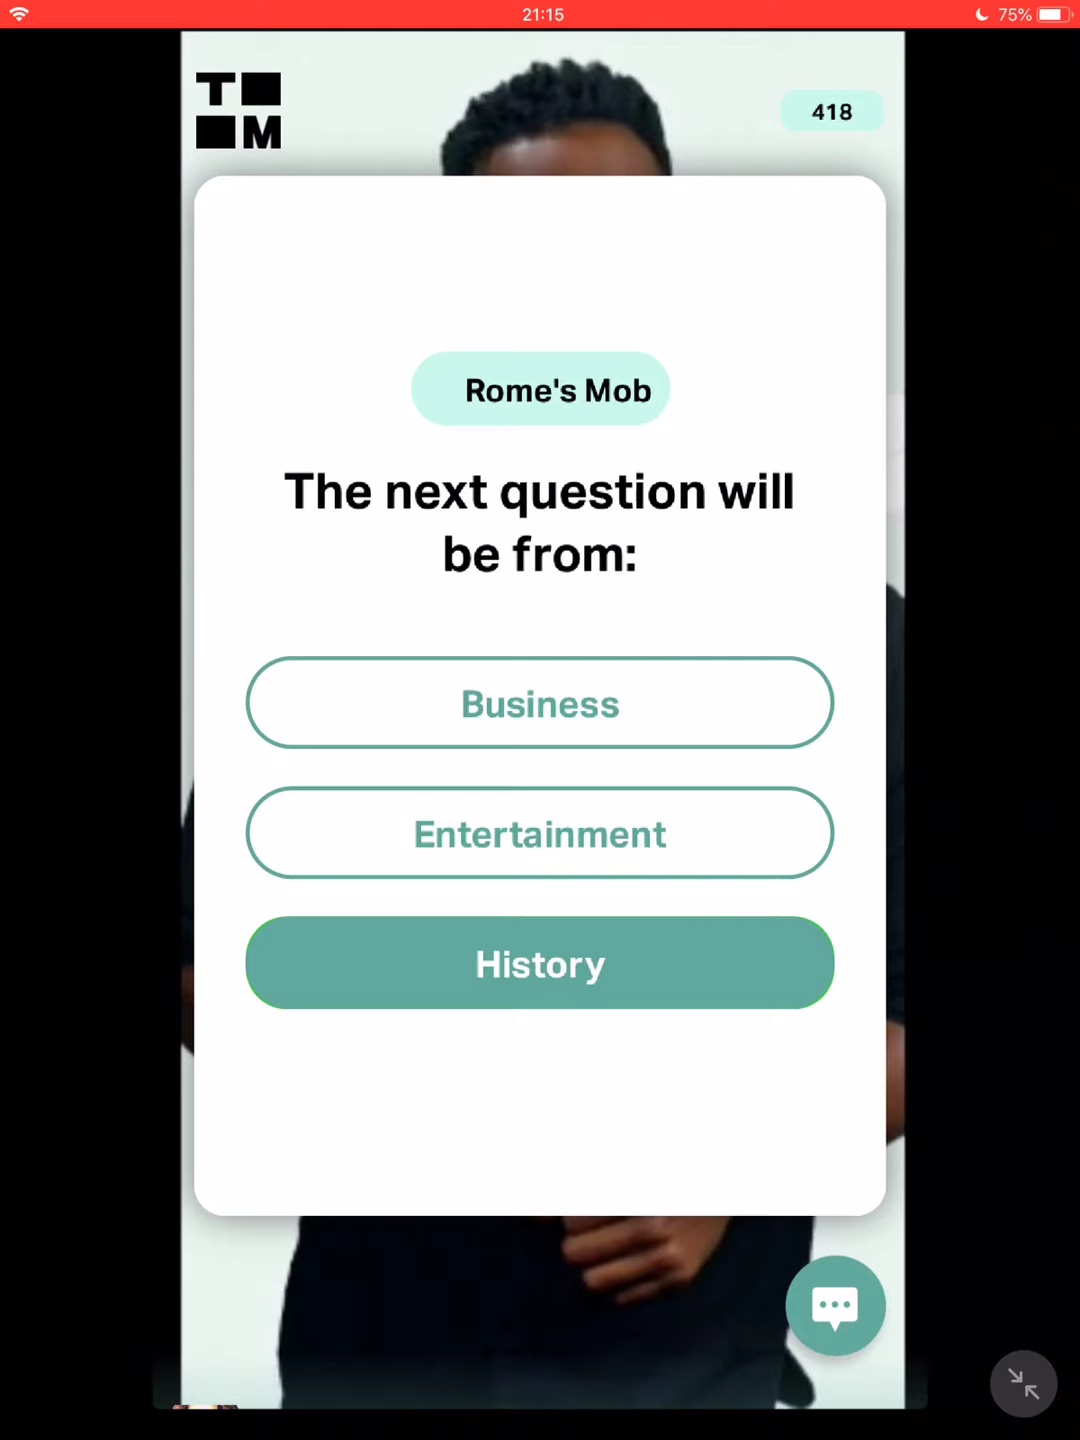 21:15
75%
T
M
418
Rome's Mob
The next question will
be from:
Business
Entertainment
History